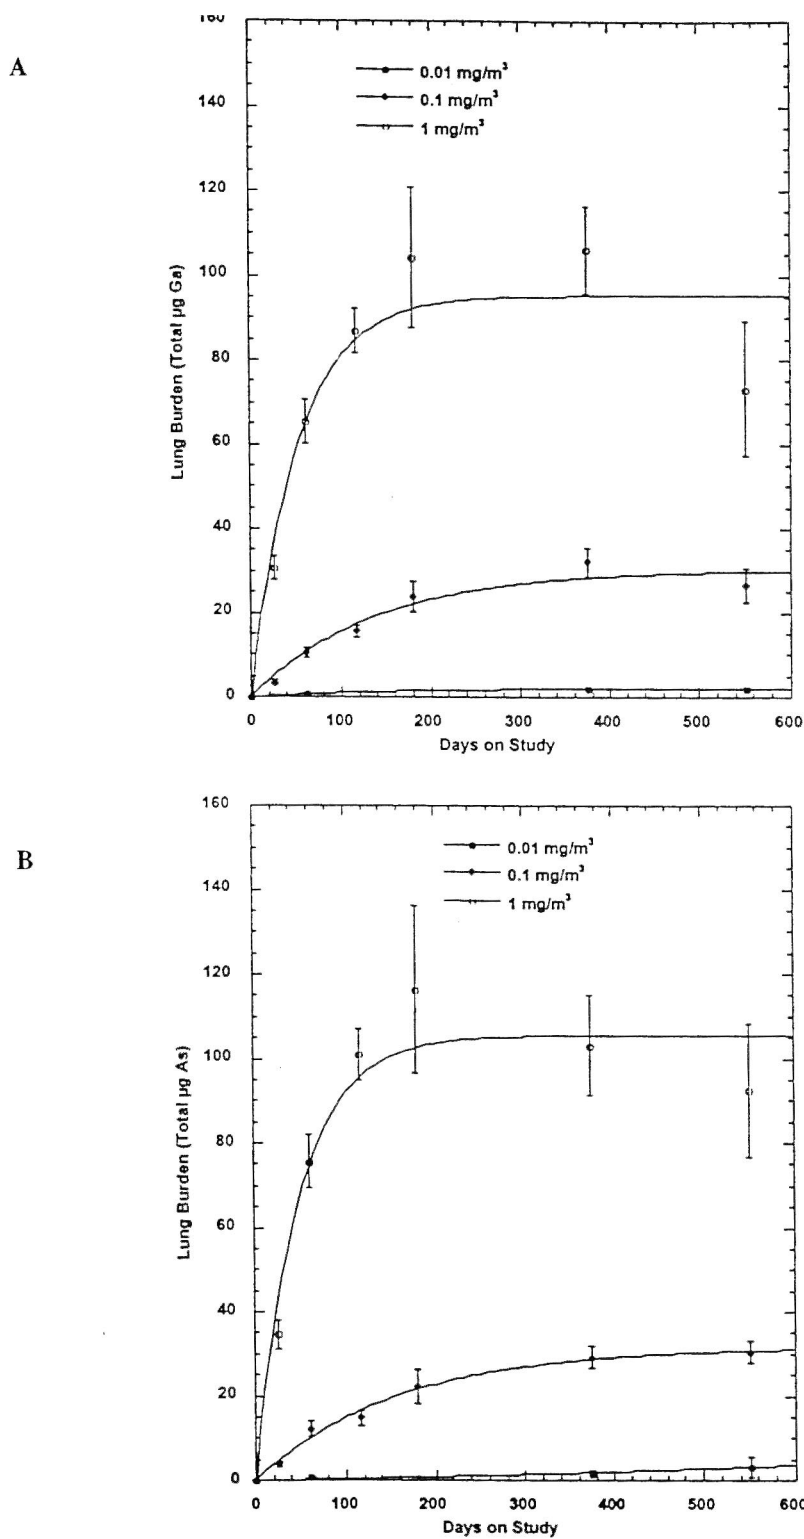 A
160
140
120
100
80
60
40
20
0
Lung Burden (Total µg Ga)
0.01 mg/m³
0.1 mg/m³
1 mg/m³
0 100 200 300 400 500 600
Days on Study
B
160
140
120
100
80
60
40
20
0
Lung Burden (Total µg As)
0.01 mg/m³
0.1 mg/m³
1 mg/m³
0 100 200 300 400 500 600
Days on Study